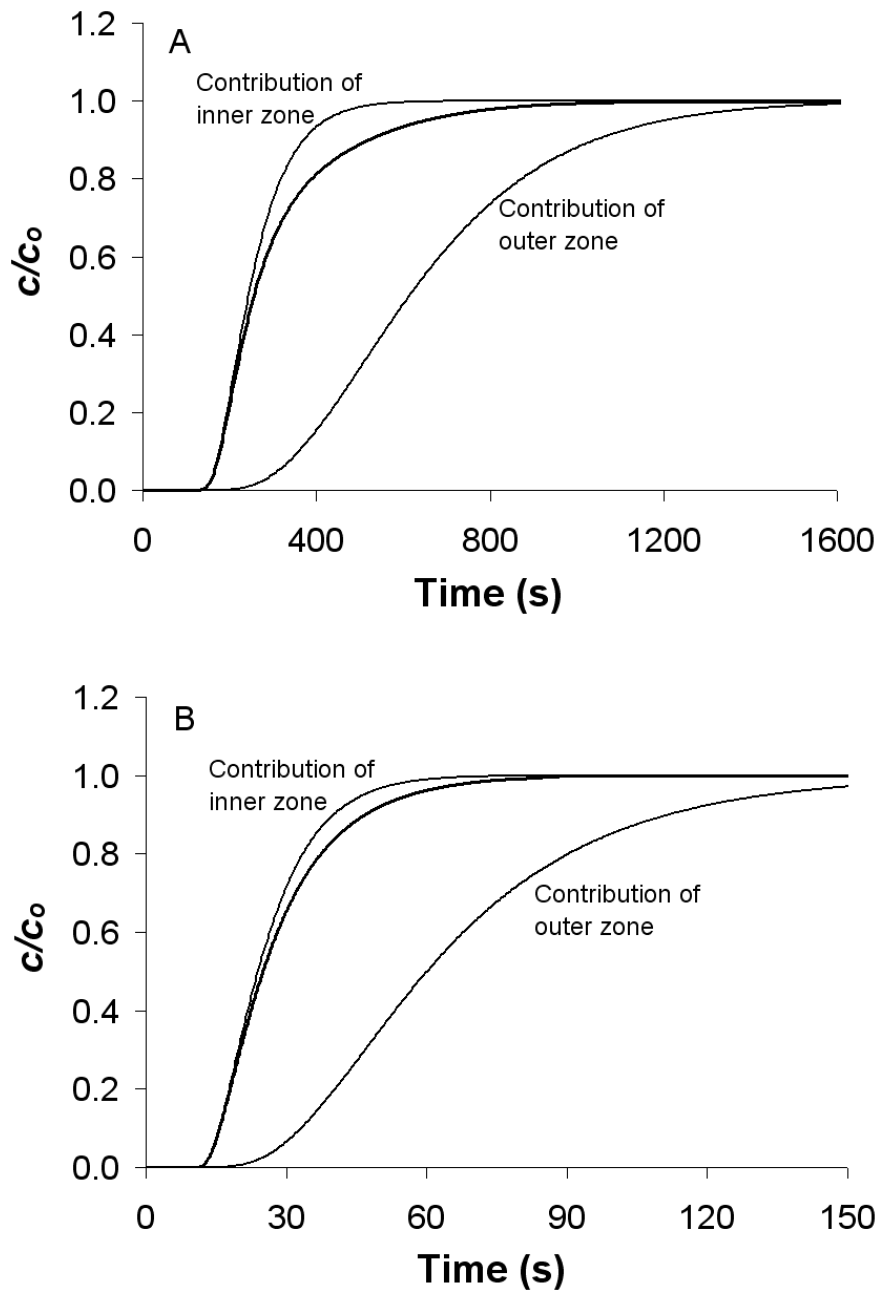 A
1.2
Contribution of
inner zone
1.0
0.8
Contribution of
outer zone
0.6
c/co
0.4
0.2
0.0
0 400 800 1200 1600
Time (s)
B
1.2
Contribution of
inner zone
1.0
0.8
Contribution of
outer zone
0.6
c/co
0.4
0.2
0.0
0 30 60 90 120 150
Time (s)